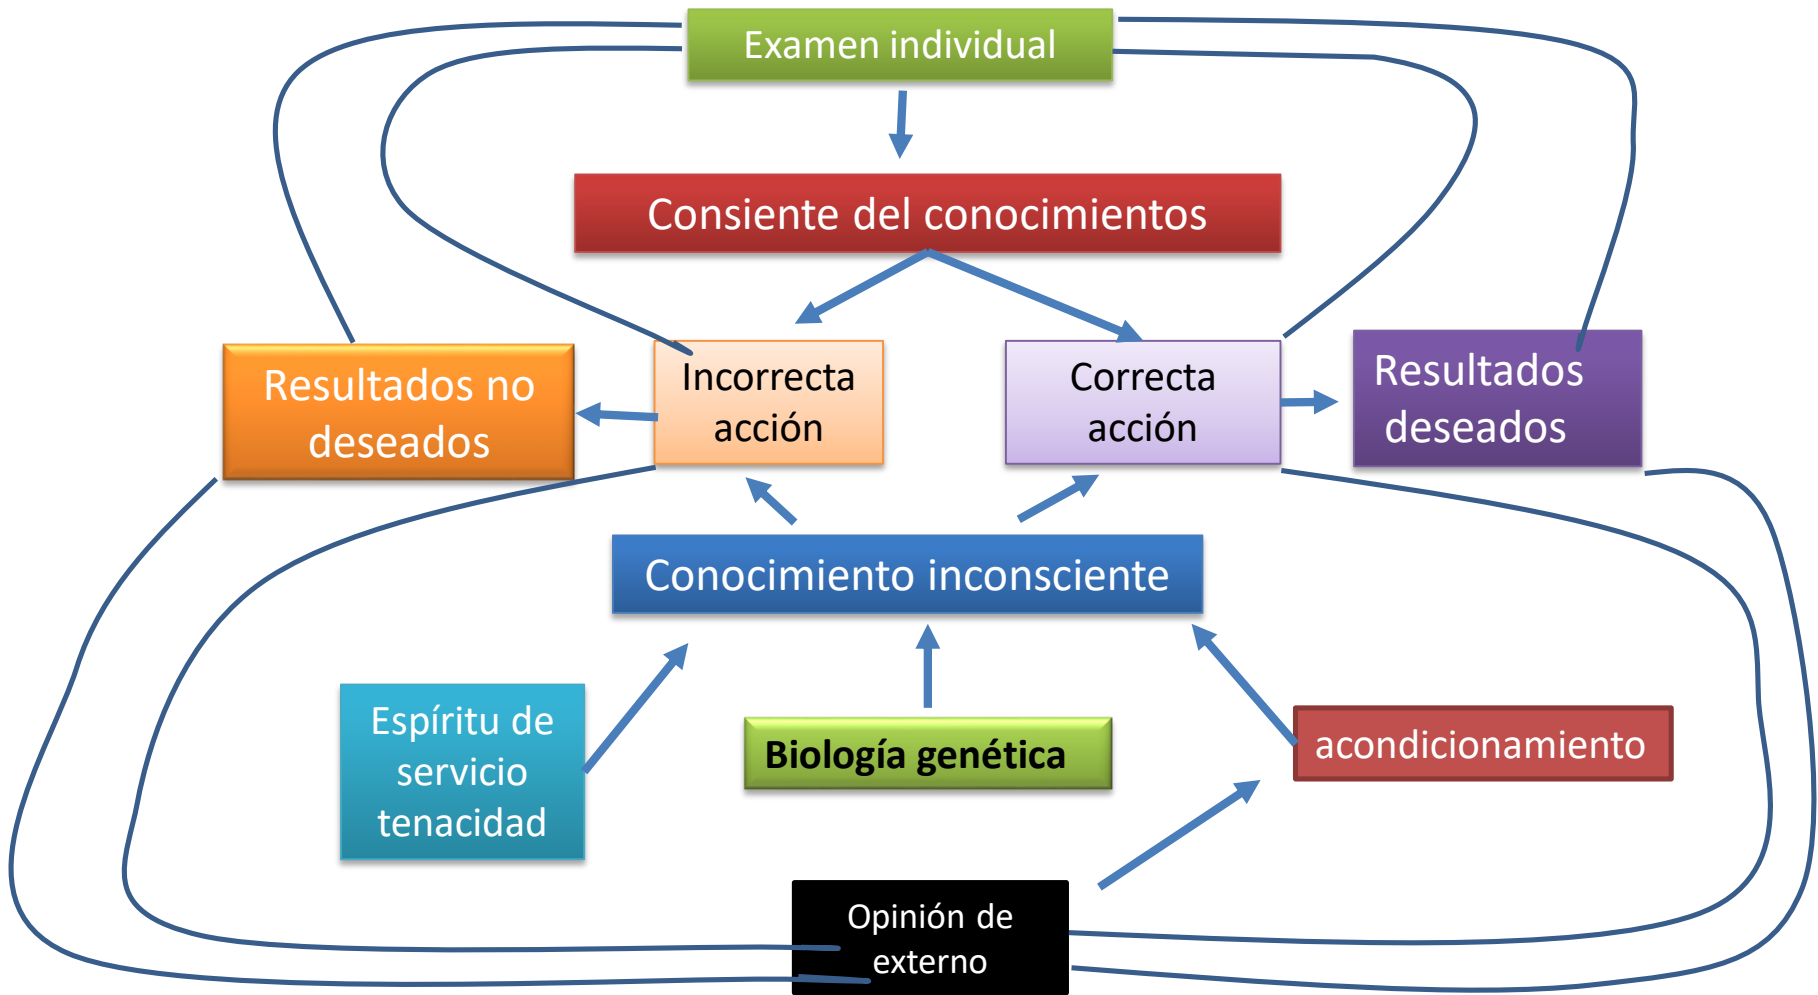 Examen individual
Consiente del conocimientos
Resultados no
deseados
Incorrecta
acción
Correcta
acción
Resultados
deseados
Conocimiento inconsciente
Espíritu de
servicio
tenacidad
Biología genética
acondicionamiento
Opinión de
externo